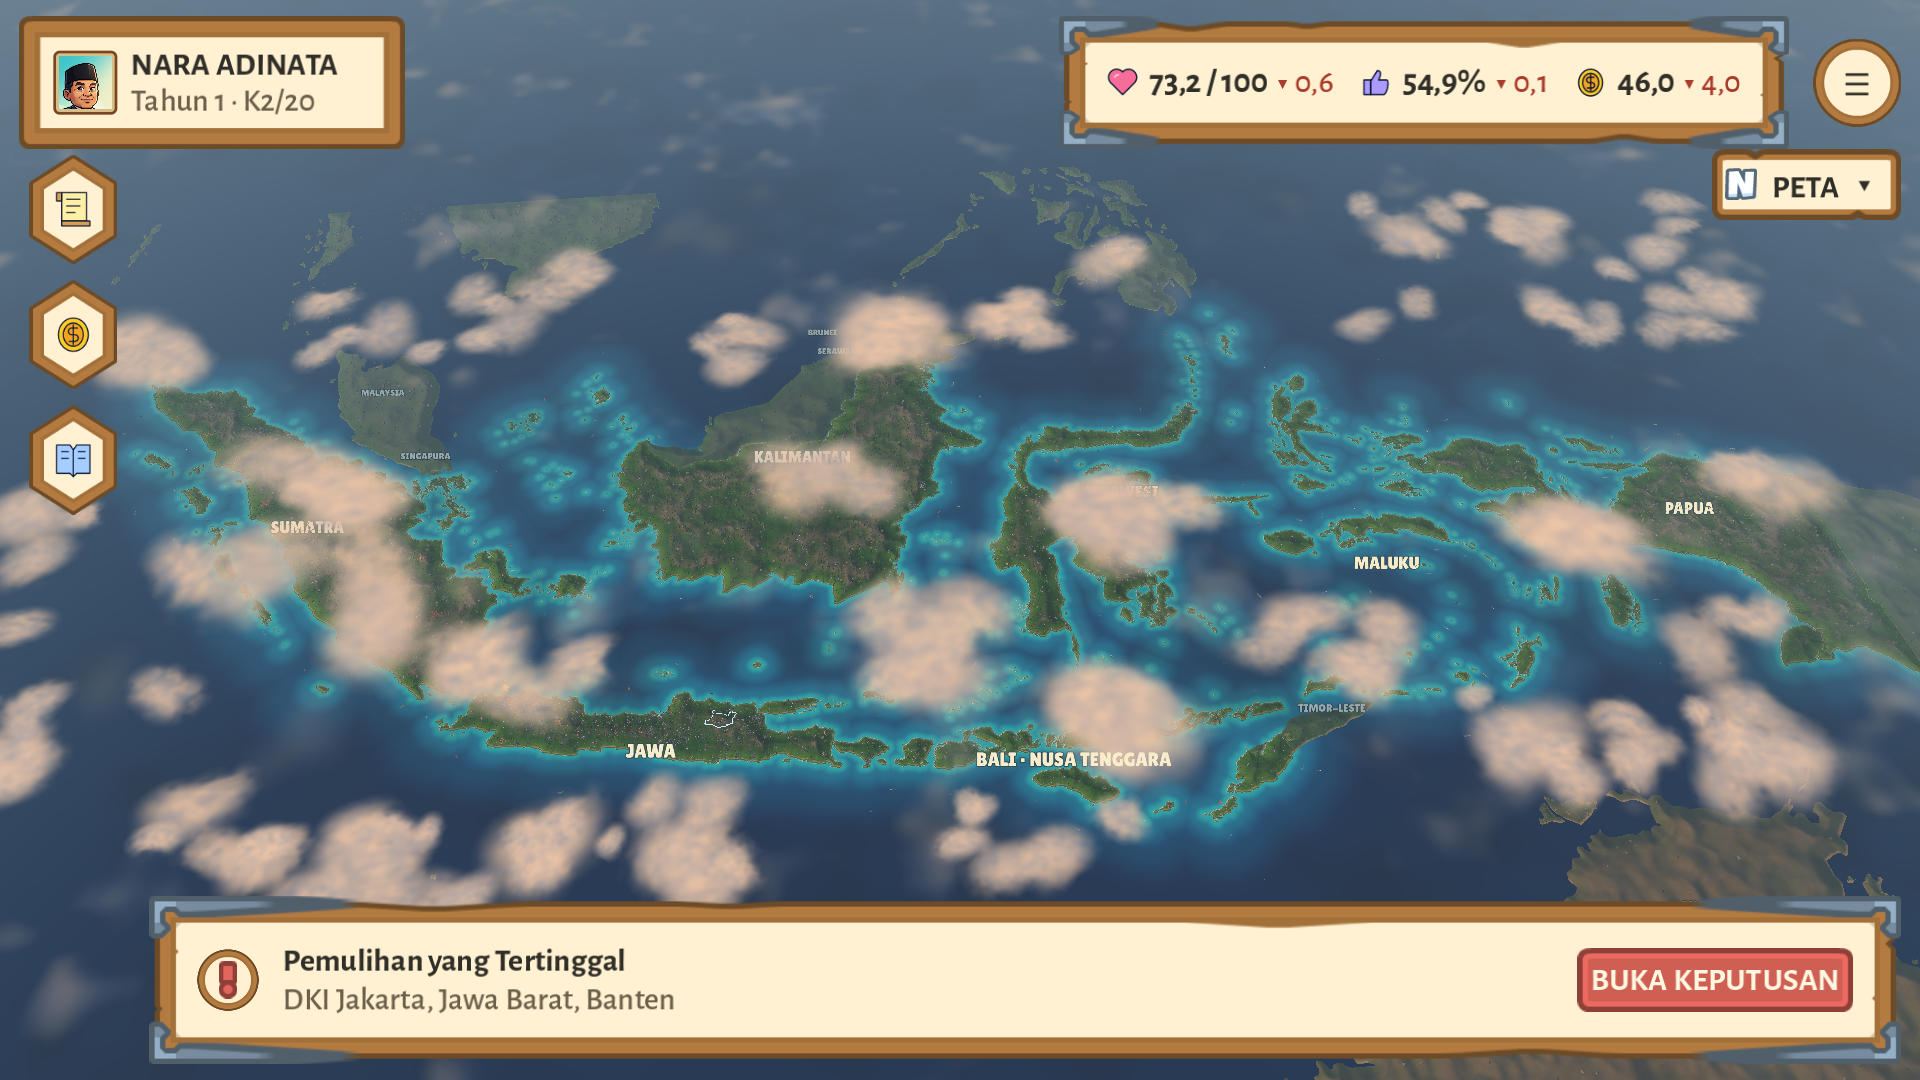 NARA ADINATA
Tahun 1 · K2/20
73,2 / 100 ▼ 0,6 54,9% ▼ 0,1 46,0 ▼ 4,0
N PETA ▼
BRUNEI
MALAYSIA
SINGAPURA
KALIMANTAN
SUMATRA
PAPUA
MALUKU
TIMOR-LESTE
JAWA
BALI · NUSA TENGGARA
Pemulihan yang Tertinggal
DKI Jakarta, Jawa Barat, Banten
BUKA KEPUTUSAN